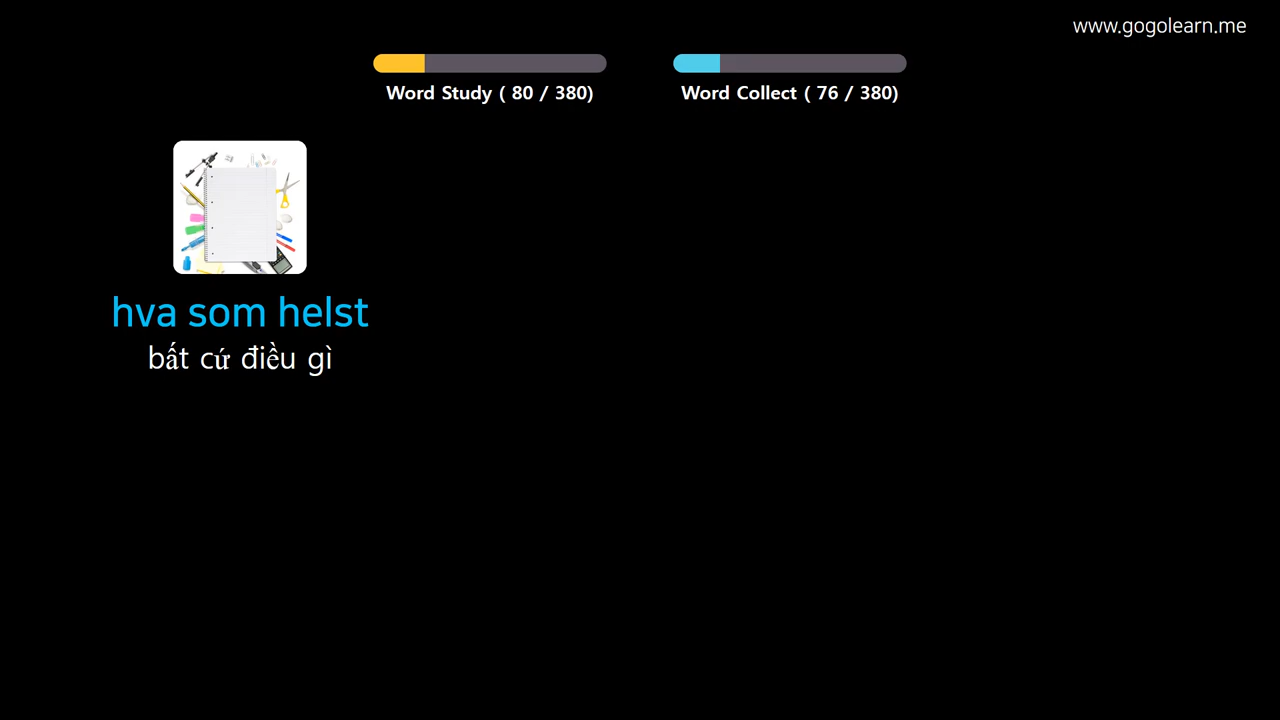 www.gogolearn.me
Word Study ( 80 / 380)
Word Collect ( 76 / 380)
hva som helst
bất cứ điều gì